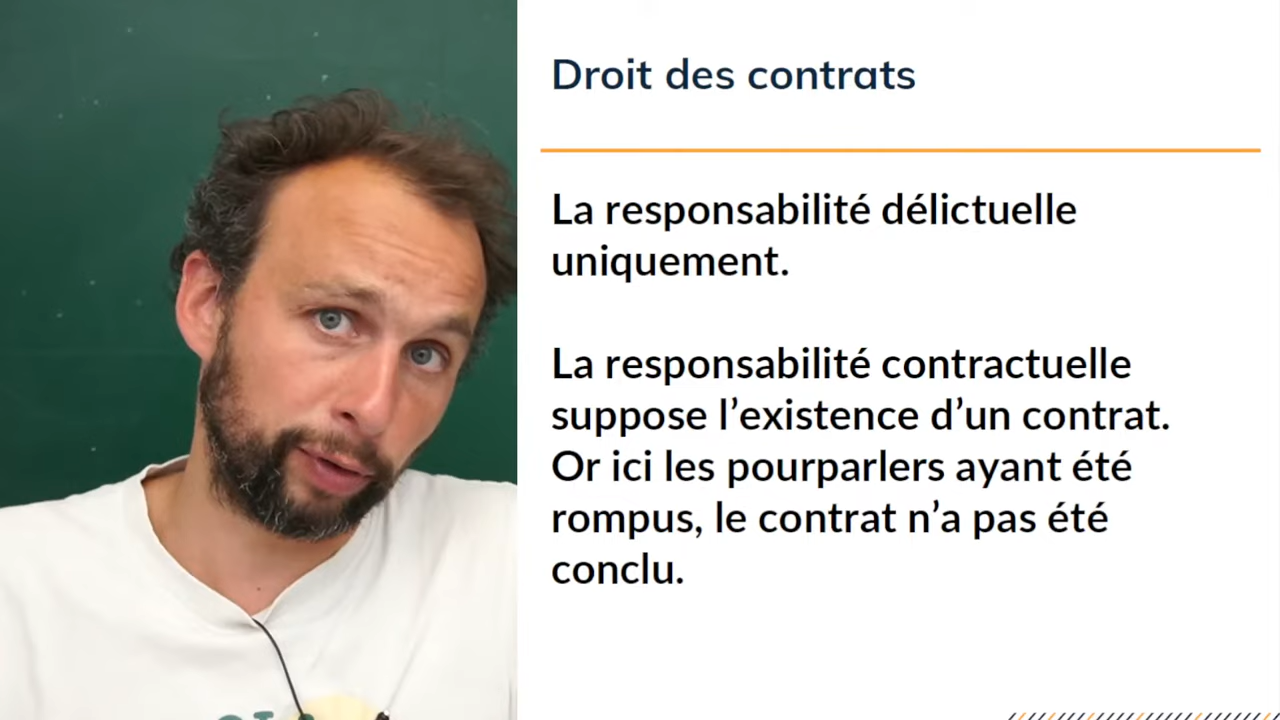 Droit des contrats
La responsabilité délictuelle
uniquement.
La responsabilité contractuelle
suppose l’existence d’un contrat.
Or ici les pourparlers ayant été
rompus, le contrat n’a pas été
conclu.